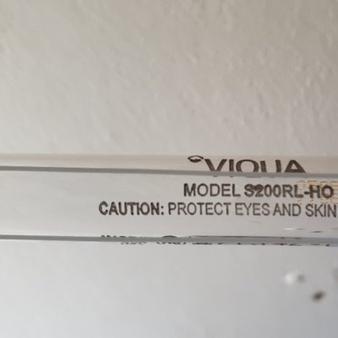 VIQUA
MODEL S200RL-HO
CAUTION: PROTECT EYES AND SKIN